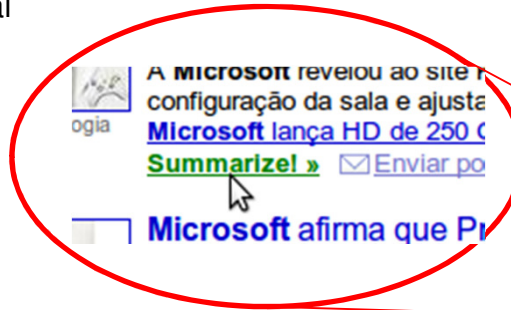 A Microsoft revelou ao site
configuração da sala e ajusta
ogia
Microsoft lança HD de 250
Summarize! » Enviar po
Microsoft afirma que Pr